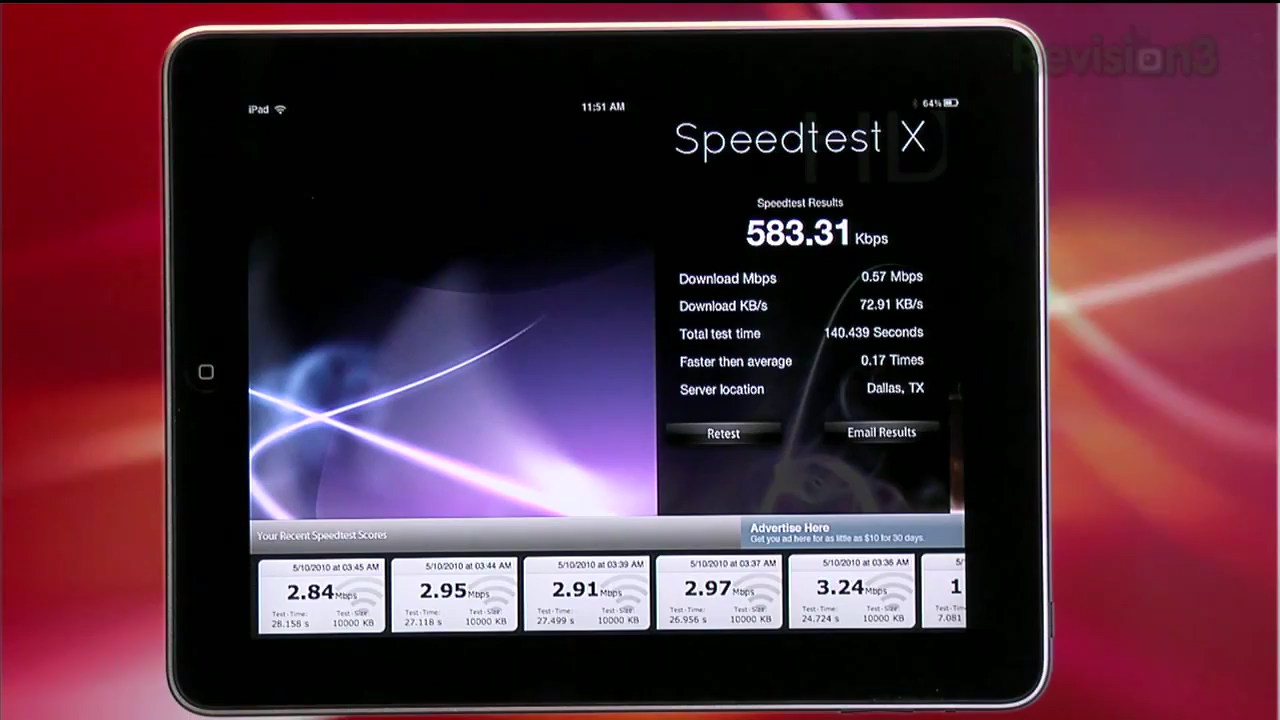 Revision3
iPad 11:51 AM 64%
Speedtest X
HD
Speedtest Results
583.31 Kbps
Download Mbps 0.57 Mbps
Download KB/s 72.91 KB/s
Total test time 140.439 Seconds
Faster then average 0.17 Times
Server location Dallas, TX
Retest Email Results
Your Recent Speedtest Scores
Advertise Here
Get you ad here for as little as $10 for 30 days.
5/10/2010 at 03:45 AM
2.84 Mbps
Test-Time: Test-Size:
28.158 s 10000 KB
5/10/2010 at 03:44 AM
2.95 Mbps
Test-Time: Test-Size:
27.118 s 10000 KB
5/10/2010 at 03:39 AM
2.91 Mbps
Test-Time: Test-Size:
27.499 s 10000 KB
5/10/2010 at 03:37 AM
2.97 Mbps
Test-Time: Test-Size:
26.956 s 10000 KB
5/10/2010 at 03:36 AM
3.24 Mbps
Test-Time: Test-Size:
24.724 s 10000 KB
5/
1
Test-Time:
7.081